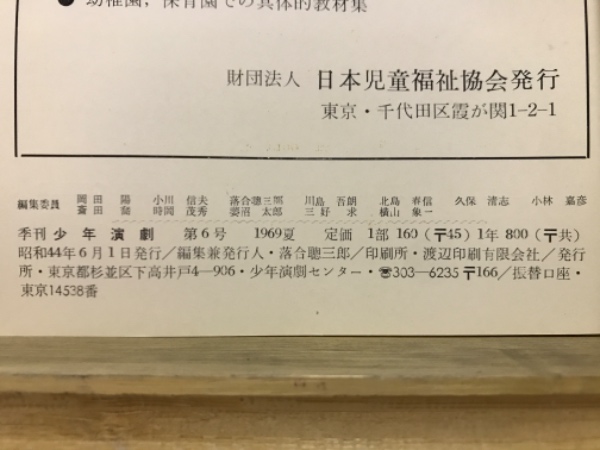 ● 幼稚園，保育園での具体的教材集
財団法人 日本児童福祉協会発行
東京・千代田区霞が関1-2-1
編集委員 岡田 陽 小川 信夫 落合聰三郎 川島 吾朗 北島 春信 久保 清志 小林 嘉彦
斎田 喬 時岡 茂秀 婆沼 太郎 三好 求 横山 象一
季刊 少年演劇 第6号 1969夏 定価 1部 160(〒45) 1年 800(〒共)
昭和44年6月1日発行／編集兼発行人・落合聰三郎／印刷所・渡辺印刷有限会社／発行
所・東京都杉並区下高井戸4-906・少年演劇センター・☎303-6235 〒166／振替口座・
東京14538番